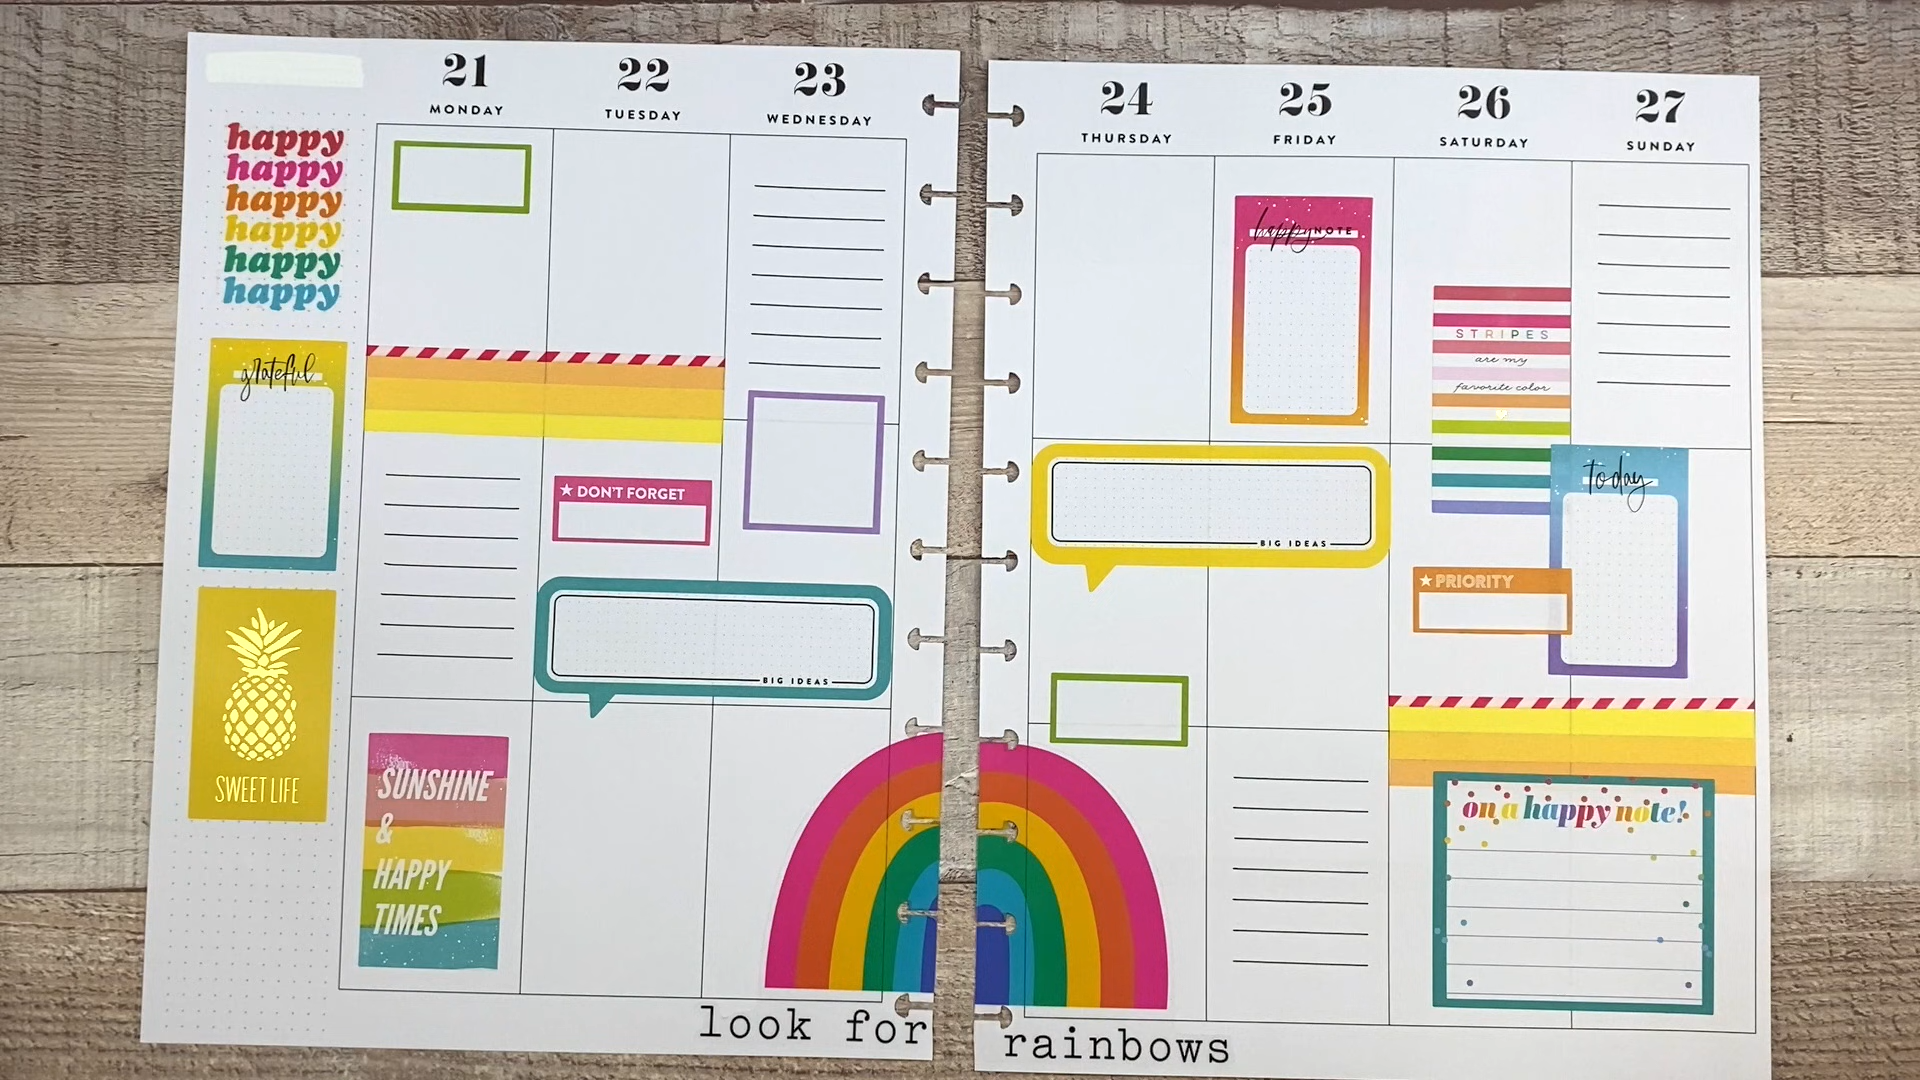 21
MONDAY
22
TUESDAY
23
WEDNESDAY
24
THURSDAY
25
FRIDAY
26
SATURDAY
27
SUNDAY
happy
happy
happy
happy
happy
happy
grateful
SWEET LIFE
★ DON'T FORGET
BIG IDEAS
SUNSHINE
&
HAPPY
TIMES
look for
happy NOTE
STRIPES
are my
favorite color
BIG IDEAS
today
★ PRIORITY
on a happy note!
rainbows